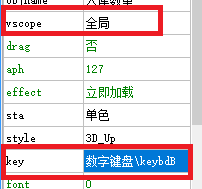 objname 入库数量
vscope 全局
drag 否
aph 127
effect 立即加载
sta 单色
style 3D_Up
key 数字键盘\keybdB
font 0